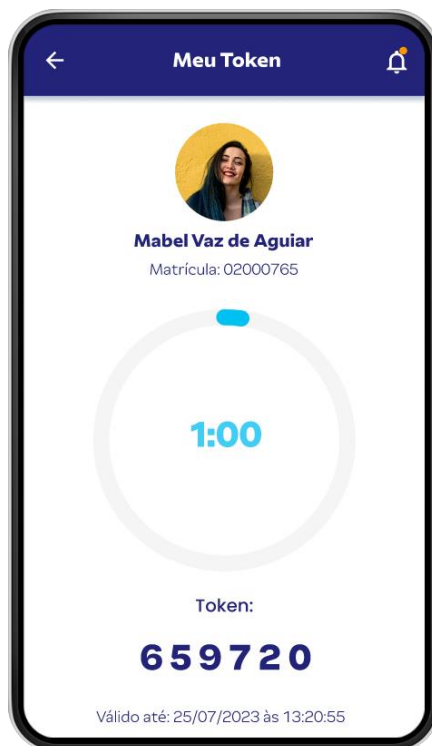 Meu Token
Mabel Vaz de Aguiar
Matrícula: 02000765
1:00
Token:
659720
Válido até: 25/07/2023 às 13:20:55